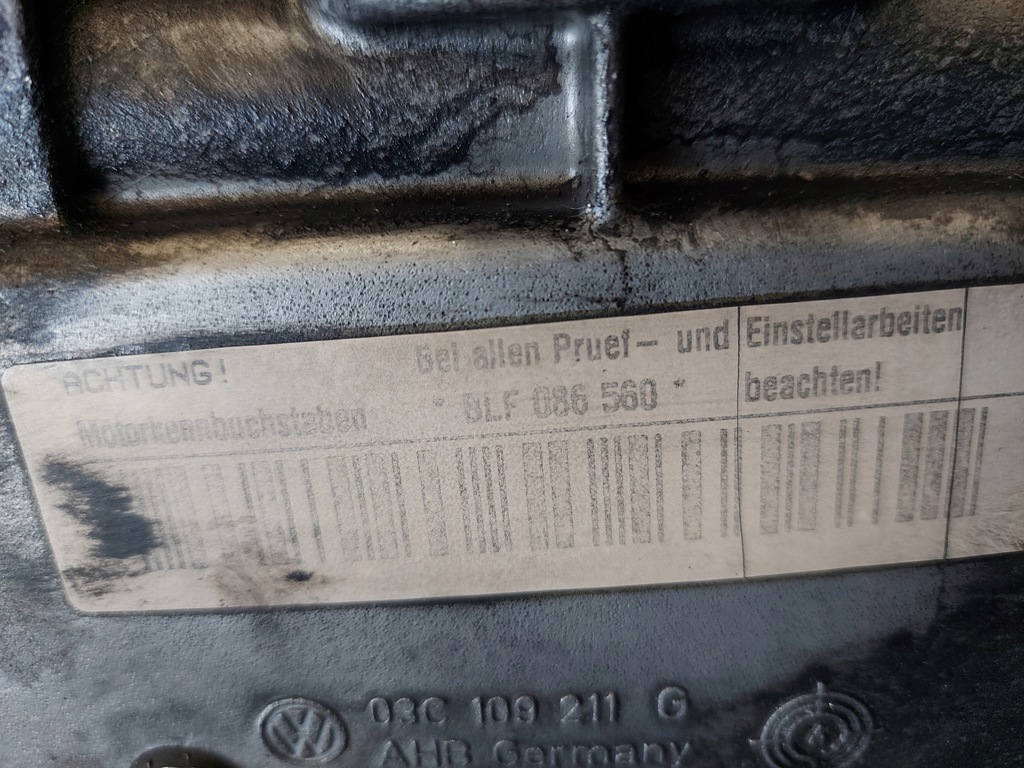 ACHTUNG! Bei allen Pruef- und Einstellarbeiten
Motorkennbuchstaben * BLF 086 560 * beachten!
03C 109 211 G
AHB Germany